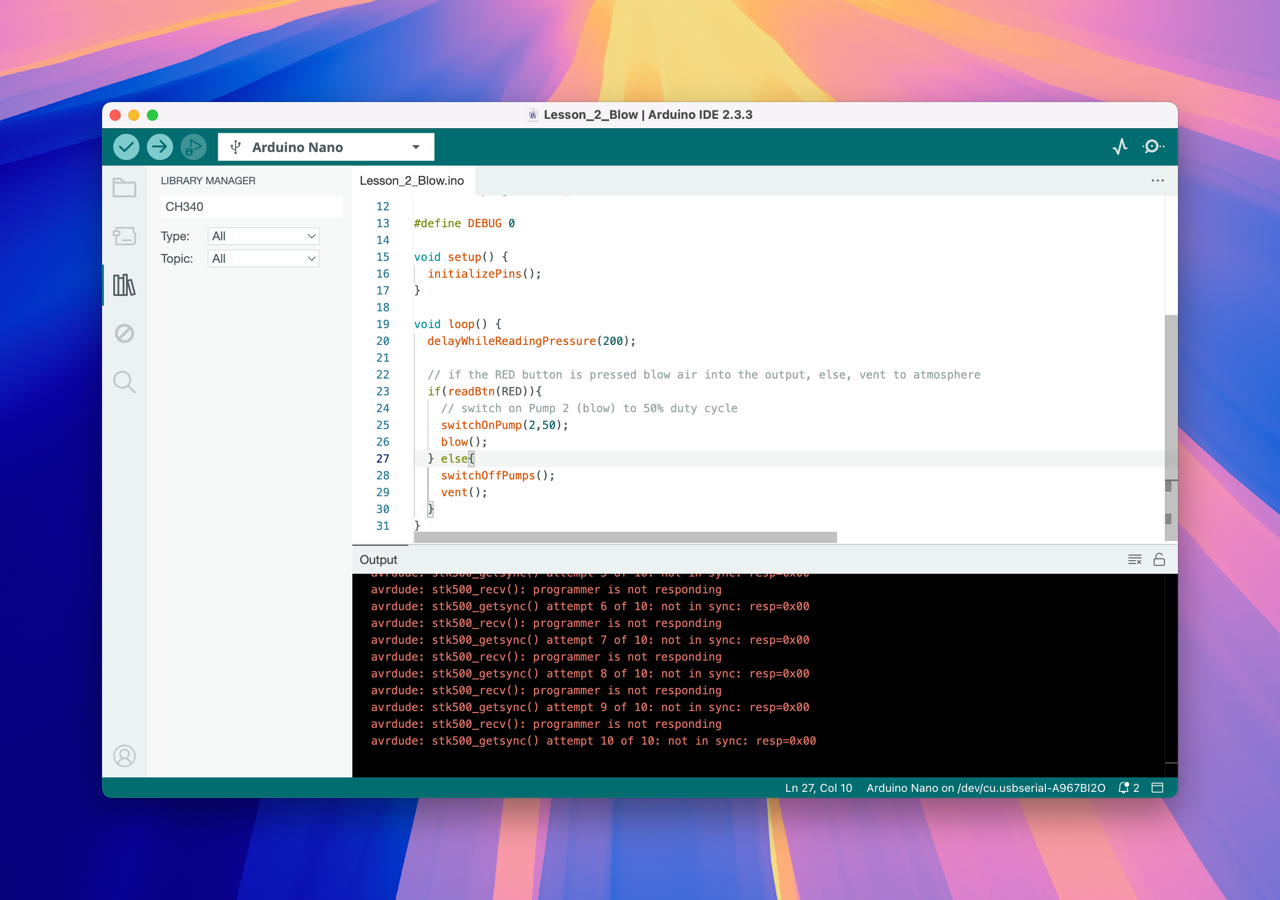 Lesson_2_Blow | Arduino IDE 2.3.3
Arduino Nano
LIBRARY MANAGER
CH340
Type: All
Topic: All
Lesson_2_Blow.ino
12
13 #define DEBUG 0
14
15 void setup() {
16 initializePins();
17 }
18
19 void loop() {
20 delayWhileReadingPressure(200);
21
22 // if the RED button is pressed blow air into the output, else, vent to atmosphere
23 if(readBtn(RED)){
24 // switch on Pump 2 (blow) to 50% duty cycle
25 switchOnPump(2,50);
26 blow();
27 } else{
28 switchOffPumps();
29 vent();
30 }
31 }
Output
avrdude: stk500_getsync() attempt 5 of 10: not in sync: resp=0x00
avrdude: stk500_recv(): programmer is not responding
avrdude: stk500_getsync() attempt 6 of 10: not in sync: resp=0x00
avrdude: stk500_recv(): programmer is not responding
avrdude: stk500_getsync() attempt 7 of 10: not in sync: resp=0x00
avrdude: stk500_recv(): programmer is not responding
avrdude: stk500_getsync() attempt 8 of 10: not in sync: resp=0x00
avrdude: stk500_recv(): programmer is not responding
avrdude: stk500_getsync() attempt 9 of 10: not in sync: resp=0x00
avrdude: stk500_recv(): programmer is not responding
avrdude: stk500_getsync() attempt 10 of 10: not in sync: resp=0x00
Ln 27, Col 10 Arduino Nano on /dev/cu.usbserial-A967BI2O 2